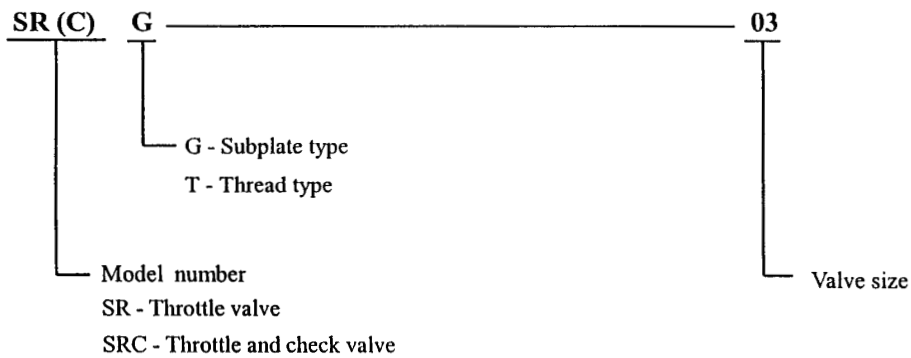 SR (C) G 03
G - Subplate type
T - Thread type
Model number
Valve size
SR - Throttle valve
SRC - Throttle and check valve